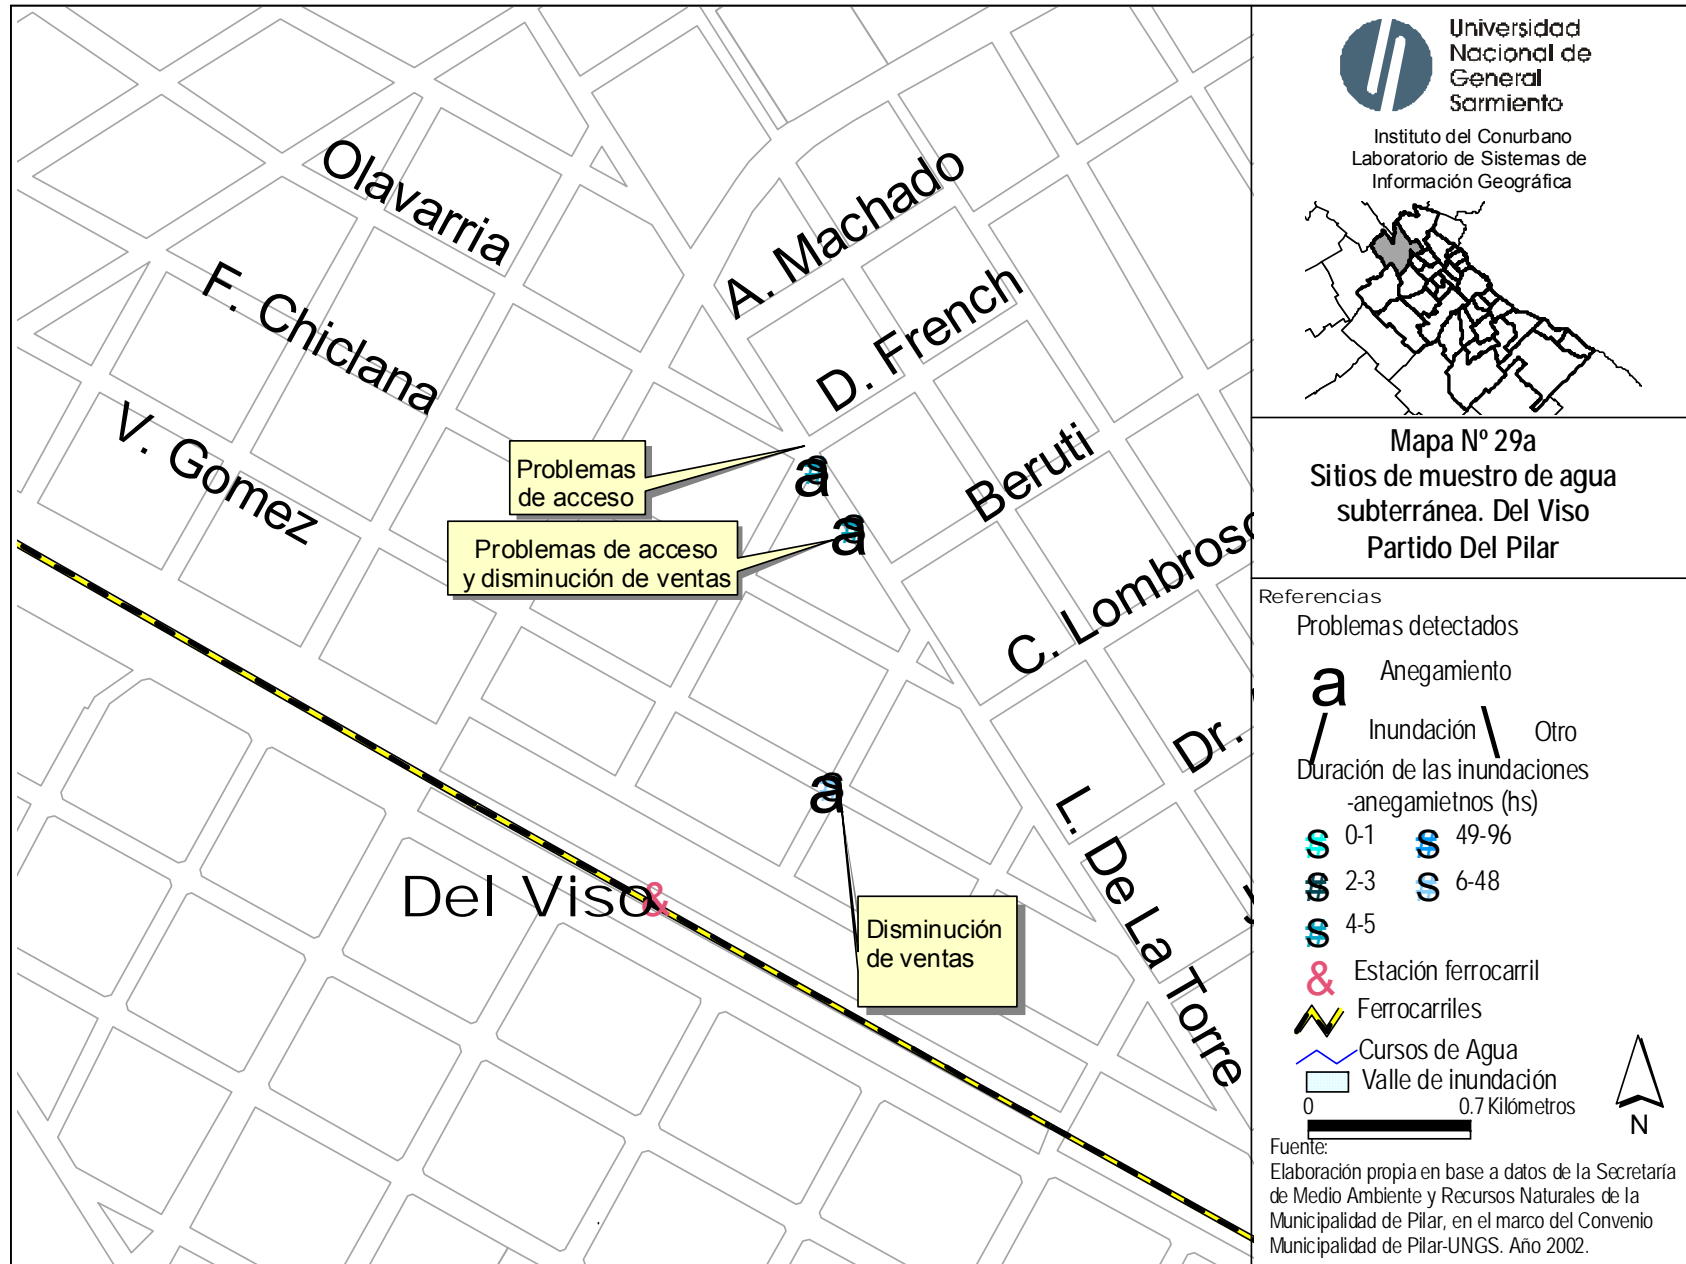 Olavarria
F. Chiclana
V. Gomez
A. Machado
D. French
Beruti
C. Lombroso
Dr.
L. De La Torre
Problemas
de acceso
a
Problemas de acceso
y disminución de ventas
a
a
Disminución
de ventas
Del Viso
&
Universidad
Nacional de
General
Sarmiento
Instituto del Conurbano
Laboratorio de Sistemas de
Información Geográfica
Mapa Nº 29a
Sitios de muestro de agua
subterránea. Del Viso
Partido Del Pilar
Referencias
Problemas detectados
a Anegamiento
/ Inundación \ Otro
Duración de las inundaciones
-anegamietnos (hs)
S 0-1 S 49-96
S 2-3 S 6-48
S 4-5
& Estación ferrocarril
Ferrocarriles
Cursos de Agua
Valle de inundación
0 0.7 Kilómetros
N
Fuente:
Elaboración propia en base a datos de la Secretaría
de Medio Ambiente y Recursos Naturales de la
Municipalidad de Pilar, en el marco del Convenio
Municipalidad de Pilar-UNGS. Año 2002.